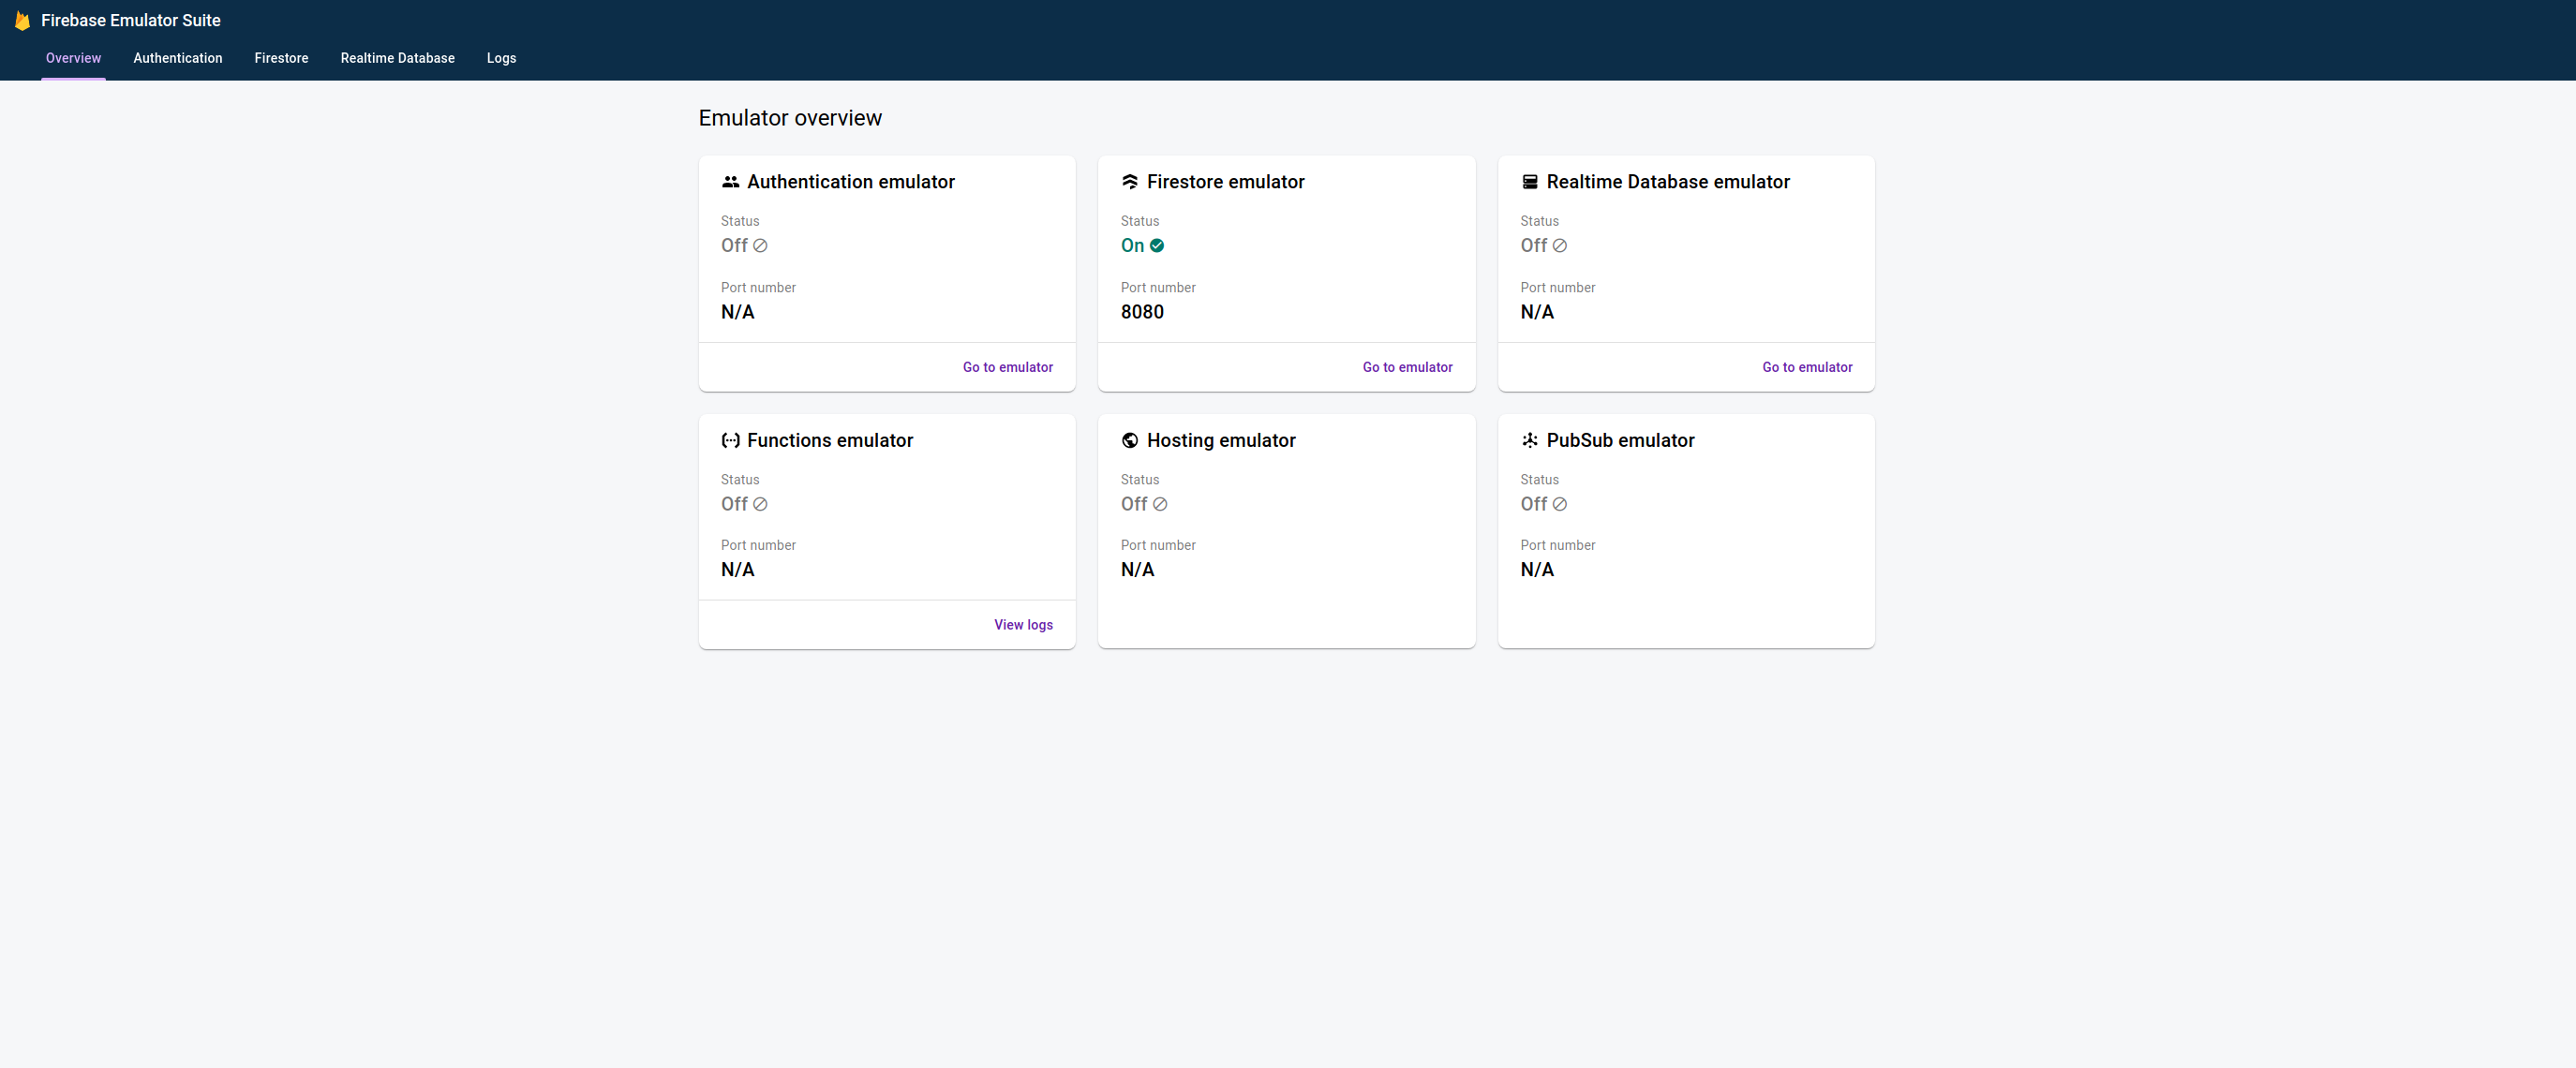 Firebase Emulator Suite
Overview Authentication Firestore Realtime Database Logs
Emulator overview
Authentication emulator
Status
Off
Port number
N/A
Go to emulator
Firestore emulator
Status
On
Port number
8080
Go to emulator
Realtime Database emulator
Status
Off
Port number
N/A
Go to emulator
Functions emulator
Status
Off
Port number
N/A
View logs
Hosting emulator
Status
Off
Port number
N/A
PubSub emulator
Status
Off
Port number
N/A